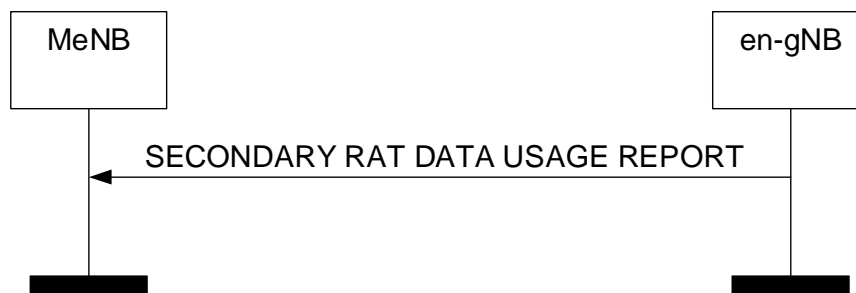 MeNB
en-gNB
SECONDARY RAT DATA USAGE REPORT